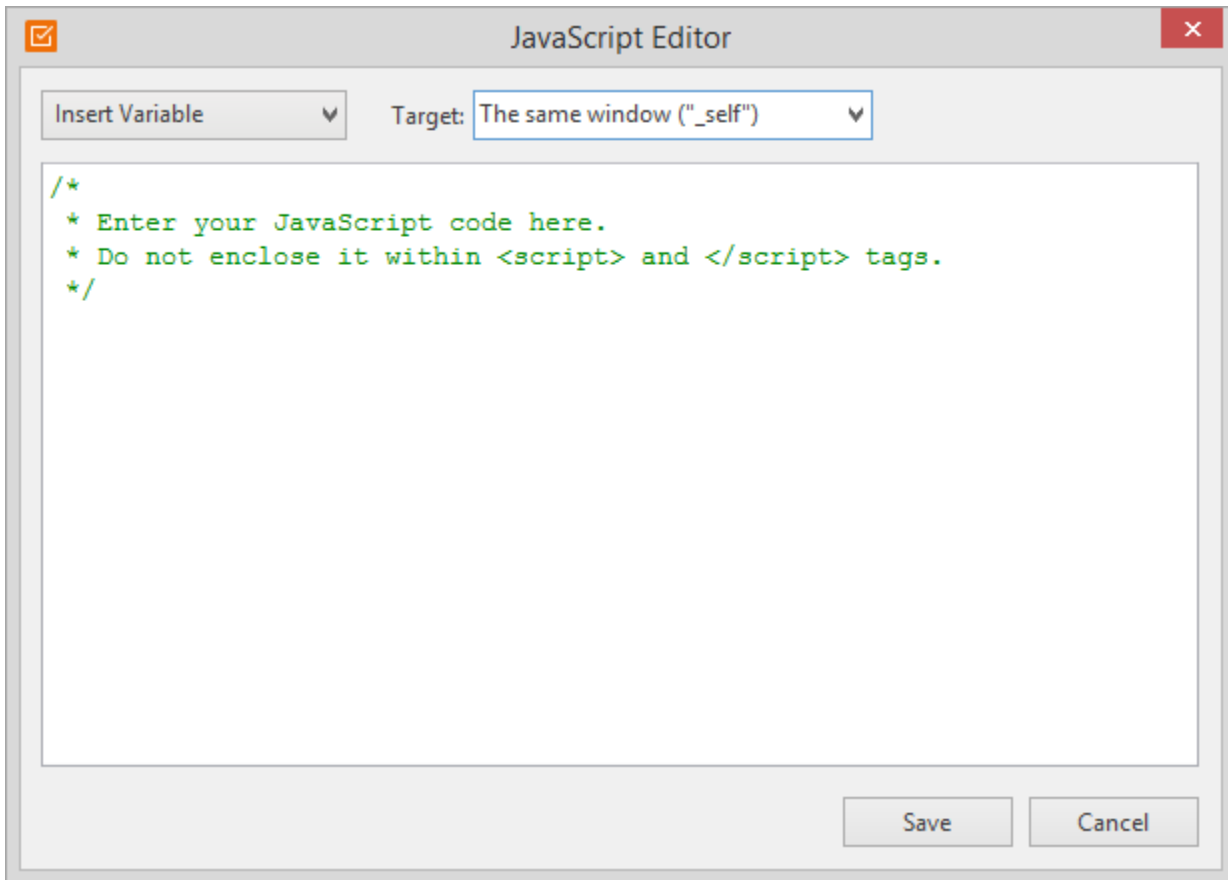 JavaScript Editor
Insert Variable
Target: The same window ("_self")
/*
* Enter your JavaScript code here.
* Do not enclose it within <script> and </script> tags.
*/
Save
Cancel